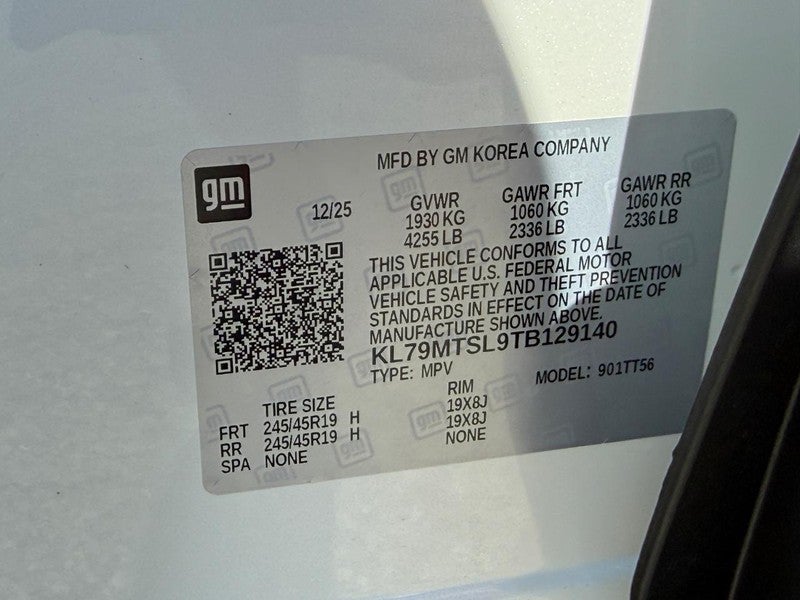 MFD BY GM KOREA COMPANY
gm
12/25
GVWR
1930 KG
4255 LB
GAWR FRT
1060 KG
2336 LB
GAWR RR
1060 KG
2336 LB
THIS VEHICLE CONFORMS TO ALL
APPLICABLE U.S. FEDERAL MOTOR
VEHICLE SAFETY AND THEFT PREVENTION
STANDARDS IN EFFECT ON THE DATE OF
MANUFACTURE SHOWN ABOVE.
KL79MTSL9TB129140
TYPE: MPV MODEL: 901TT56
TIRE SIZE RIM
FRT 245/45R19 H 19X8J
RR 245/45R19 H 19X8J
SPA NONE NONE